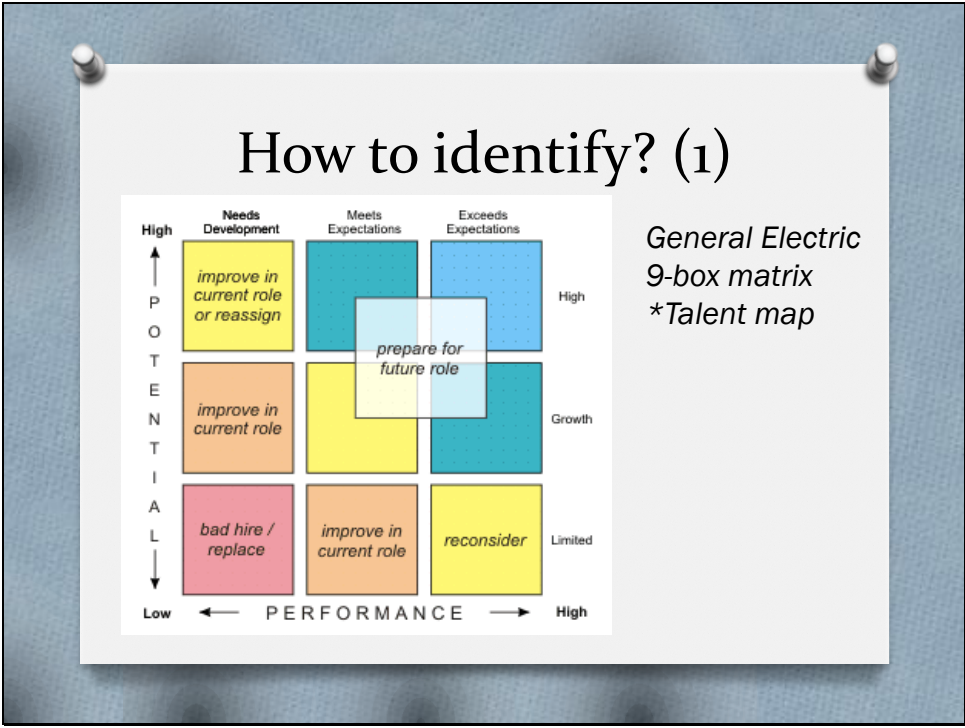 How to identify? (1)
High
Needs
Development
Meets
Expectations
Exceeds
Expectations
General Electric
9-box matrix
*Talent map
POTENTIAL
improve in
current role
or reassign
High
prepare for
future role
improve in
current role
Growth
bad hire /
replace
improve in
current role
reconsider
Limited
Low
PERFORMANCE
High